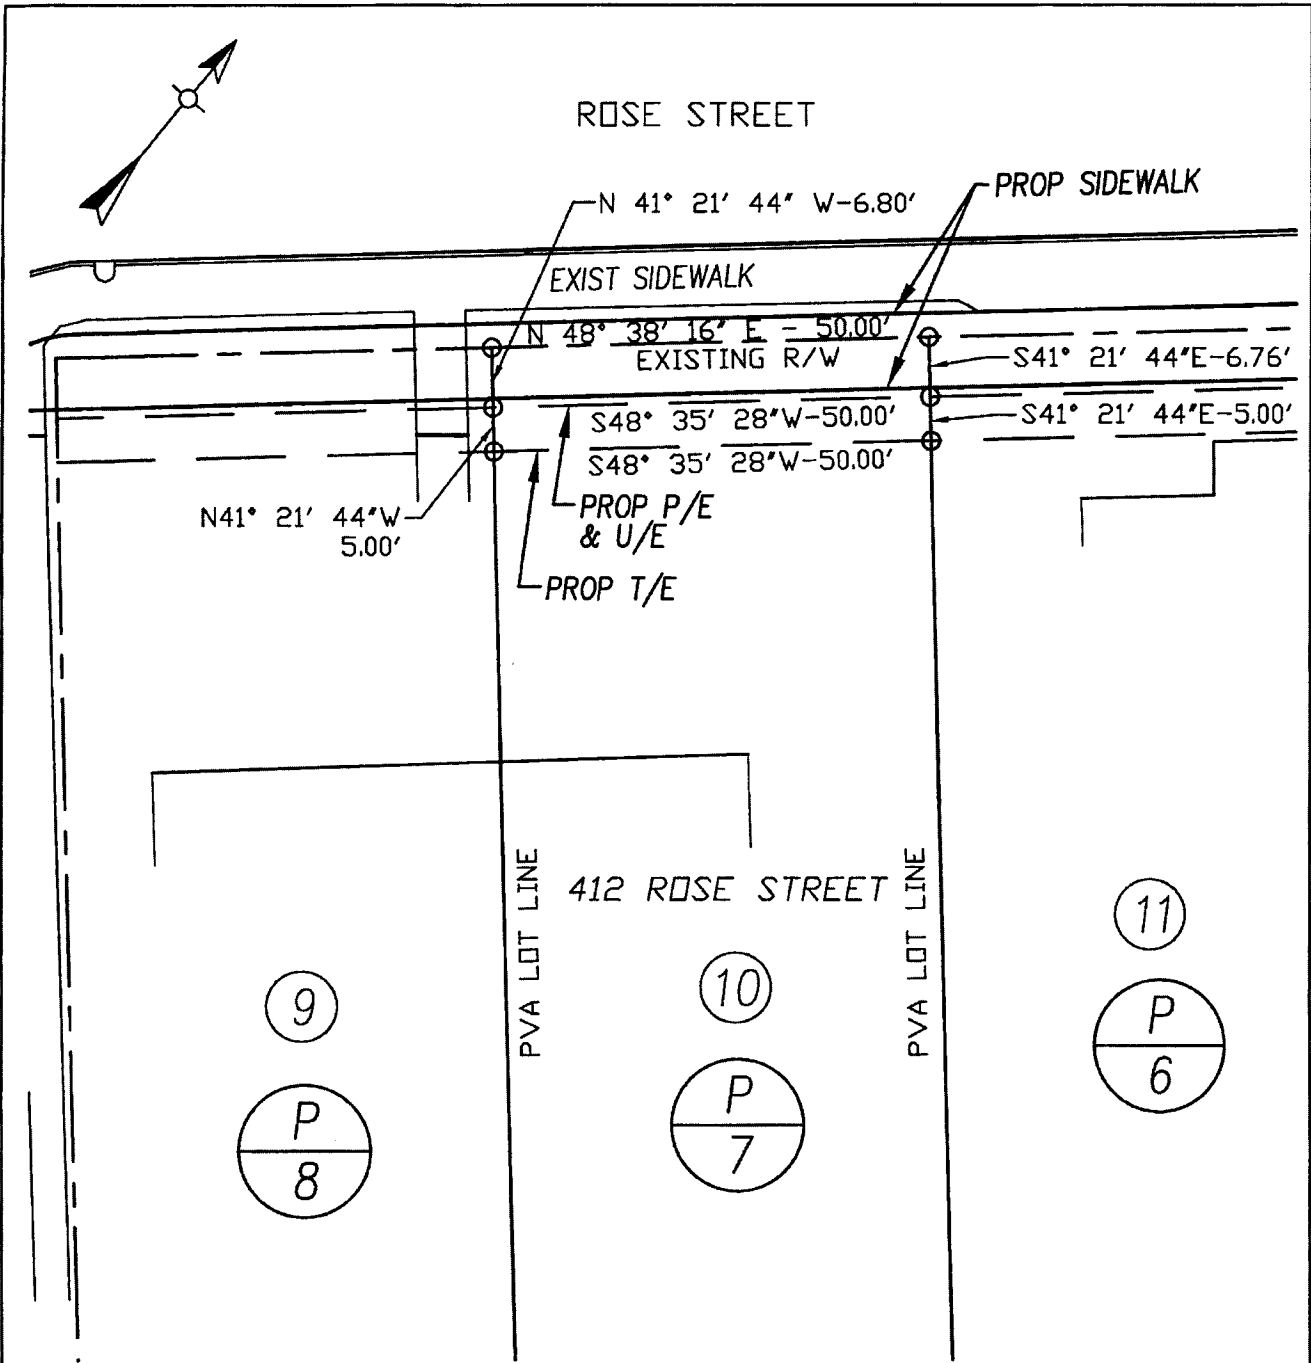 ROSE STREET
N 41° 21' 44" W-6.80'
PROP SIDEWALK
EXIST SIDEWALK
N 48° 38' 16" E - 50.00'
EXISTING R/W
S41° 21' 44"E-6.76'
S48° 35' 28"W-50.00'
S41° 21' 44"E-5.00'
S48° 35' 28"W-50.00'
N41° 21' 44"W
5.00'
PROP P/E
& U/E
PROP T/E
PVA LOT LINE
412 ROSE STREET
PVA LOT LINE
11
9
10
P
6
P
7
P
8